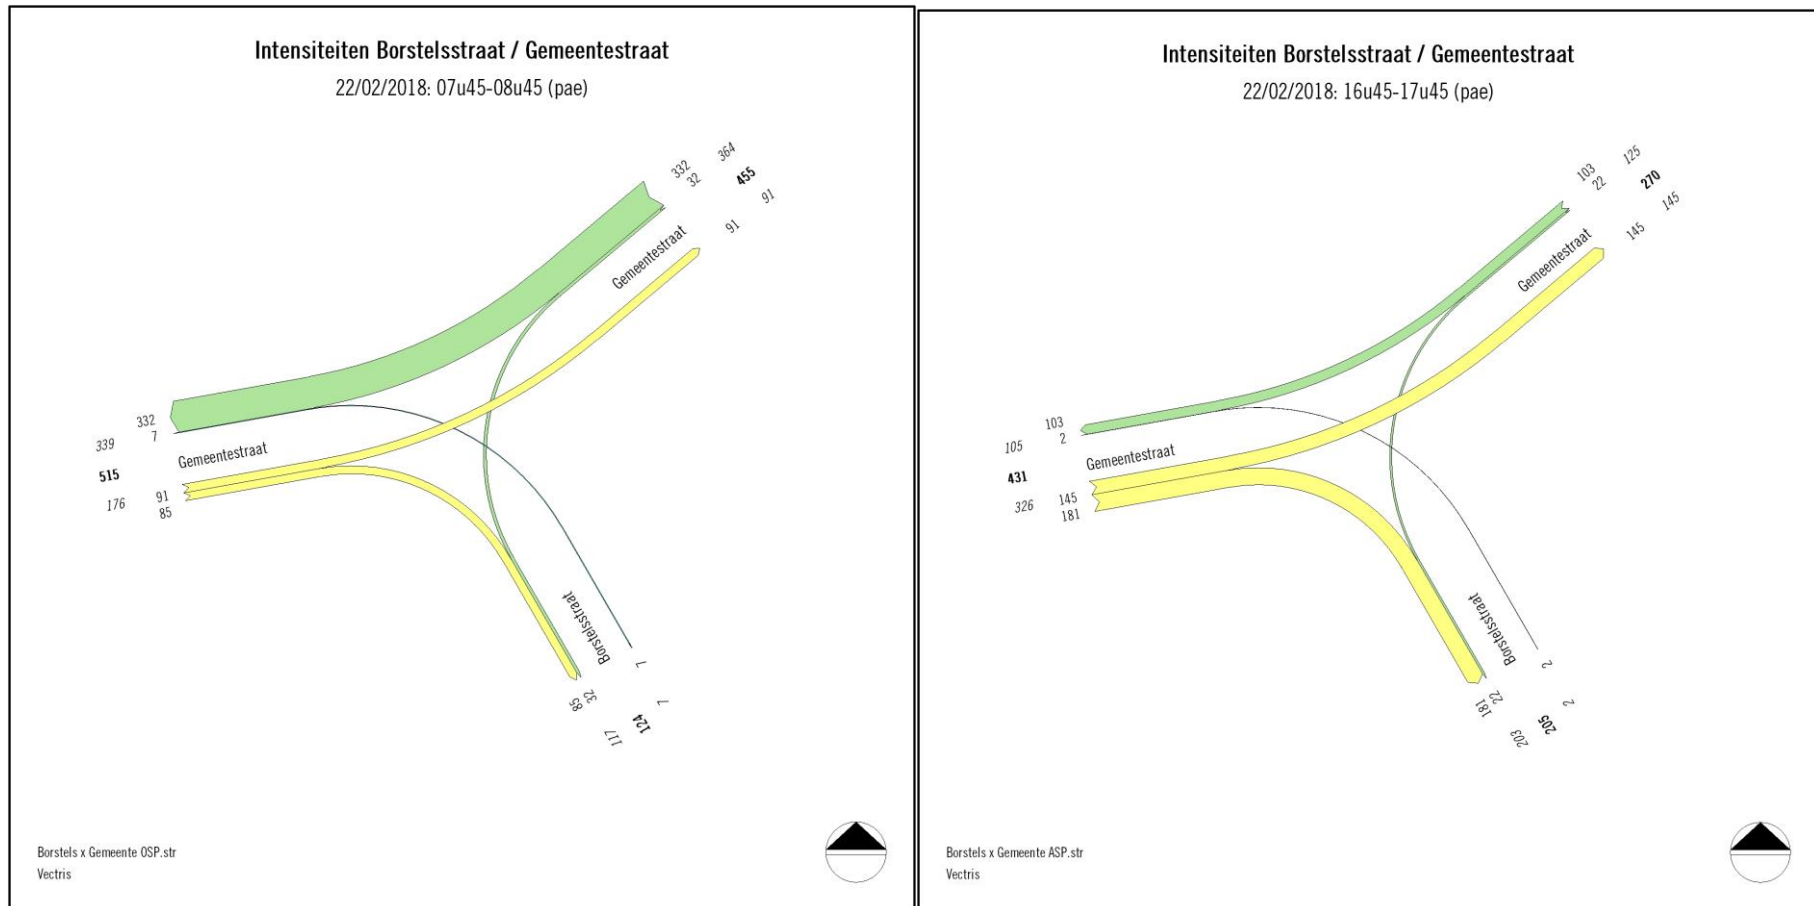 Intensiteiten Borstelsstraat / Gemeentestraat
22/02/2018: 07u45-08u45 (pae)
364
332
32
455
91
91
Gemeentestraat
332
7
339
Gemeentestraat
515
176
91
85
Borstelsstraat
7
7
32
85
124
117
Borstels x Gemeente OSP.str
Vectris
Intensiteiten Borstelsstraat / Gemeentestraat
22/02/2018: 16u45-17u45 (pae)
125
103
22
270
145
145
Gemeentestraat
103
2
105
Gemeentestraat
431
326
145
181
Borstelsstraat
2
2
22
181
205
203
Borstels x Gemeente ASP.str
Vectris